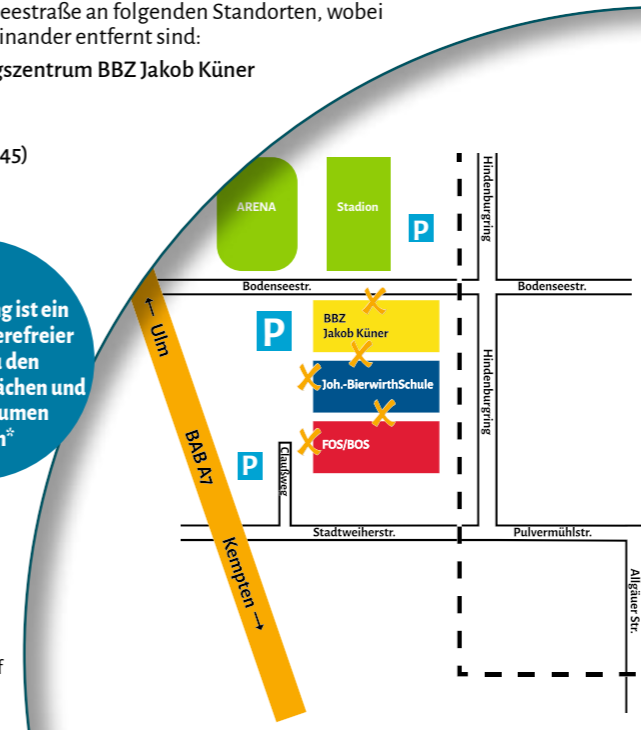 eestraße an folgenden Standorten, wobei
inander entfernt sind:
gszentrum BBZ Jakob Küner
45)
g ist ein
erefreier
den
ächen und
umen
n*
f
ARENA
Stadion
P
Hindenburgring
Bodenseestr.
Bodenseestr.
P
BBZ
Jakob Küner
Joh.-BierwirthSchule
FOS/BOS
Hindenburgring
← Ulm
BAB A7
Kempten →
P
Claußweg
Stadtweiherstr.
Pulvermühlstr.
Allgäuer Str.